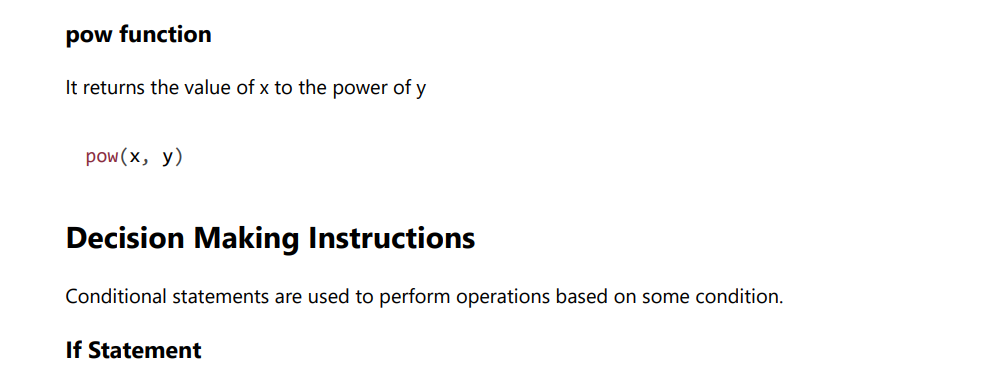 pow function
It returns the value of x to the power of y
pow(x, y)
Decision Making Instructions
Conditional statements are used to perform operations based on some condition.
If Statement